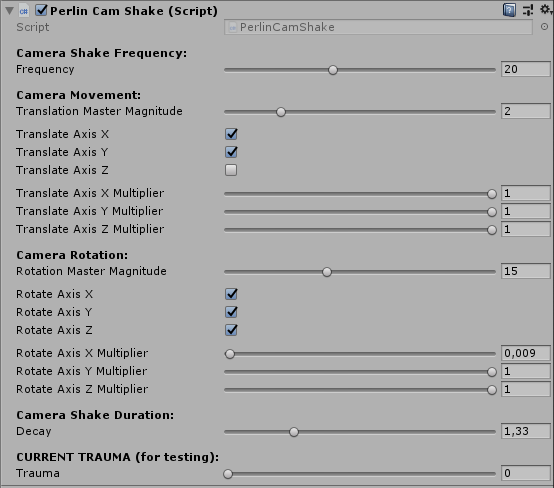 Perlin Cam Shake (Script)
Script PerlinCamShake
Camera Shake Frequency:
Frequency 20
Camera Movement:
Translation Master Magnitude 2
Translate Axis X
Translate Axis Y
Translate Axis Z
Translate Axis X Multiplier 1
Translate Axis Y Multiplier 1
Translate Axis Z Multiplier 1
Camera Rotation:
Rotation Master Magnitude 15
Rotate Axis X
Rotate Axis Y
Rotate Axis Z
Rotate Axis X Multiplier 0,009
Rotate Axis Y Multiplier 1
Rotate Axis Z Multiplier 1
Camera Shake Duration:
Decay 1,33
CURRENT TRAUMA (for testing):
Trauma 0